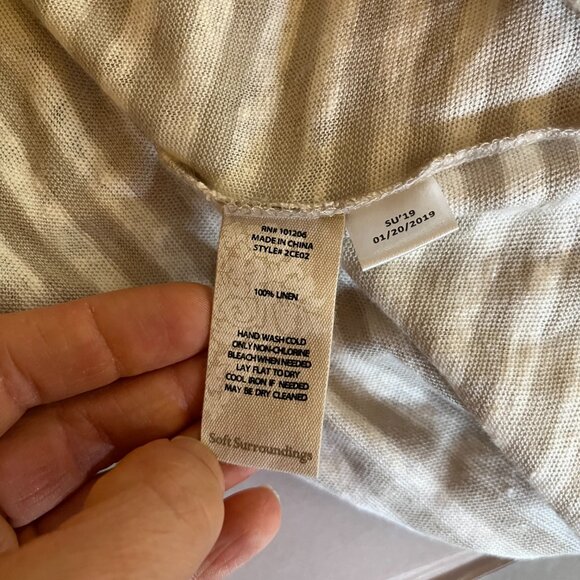 RN# 101206
MADE IN CHINA
STYLE# 2CE02
100% LINEN
HAND WASH COLD
ONLY NON-CHLORINE
BLEACH WHEN NEEDED
LAY FLAT TO DRY
COOL IRON IF NEEDED
MAY BE DRY CLEANED
Soft Surroundings
SU'19
01/20/2019